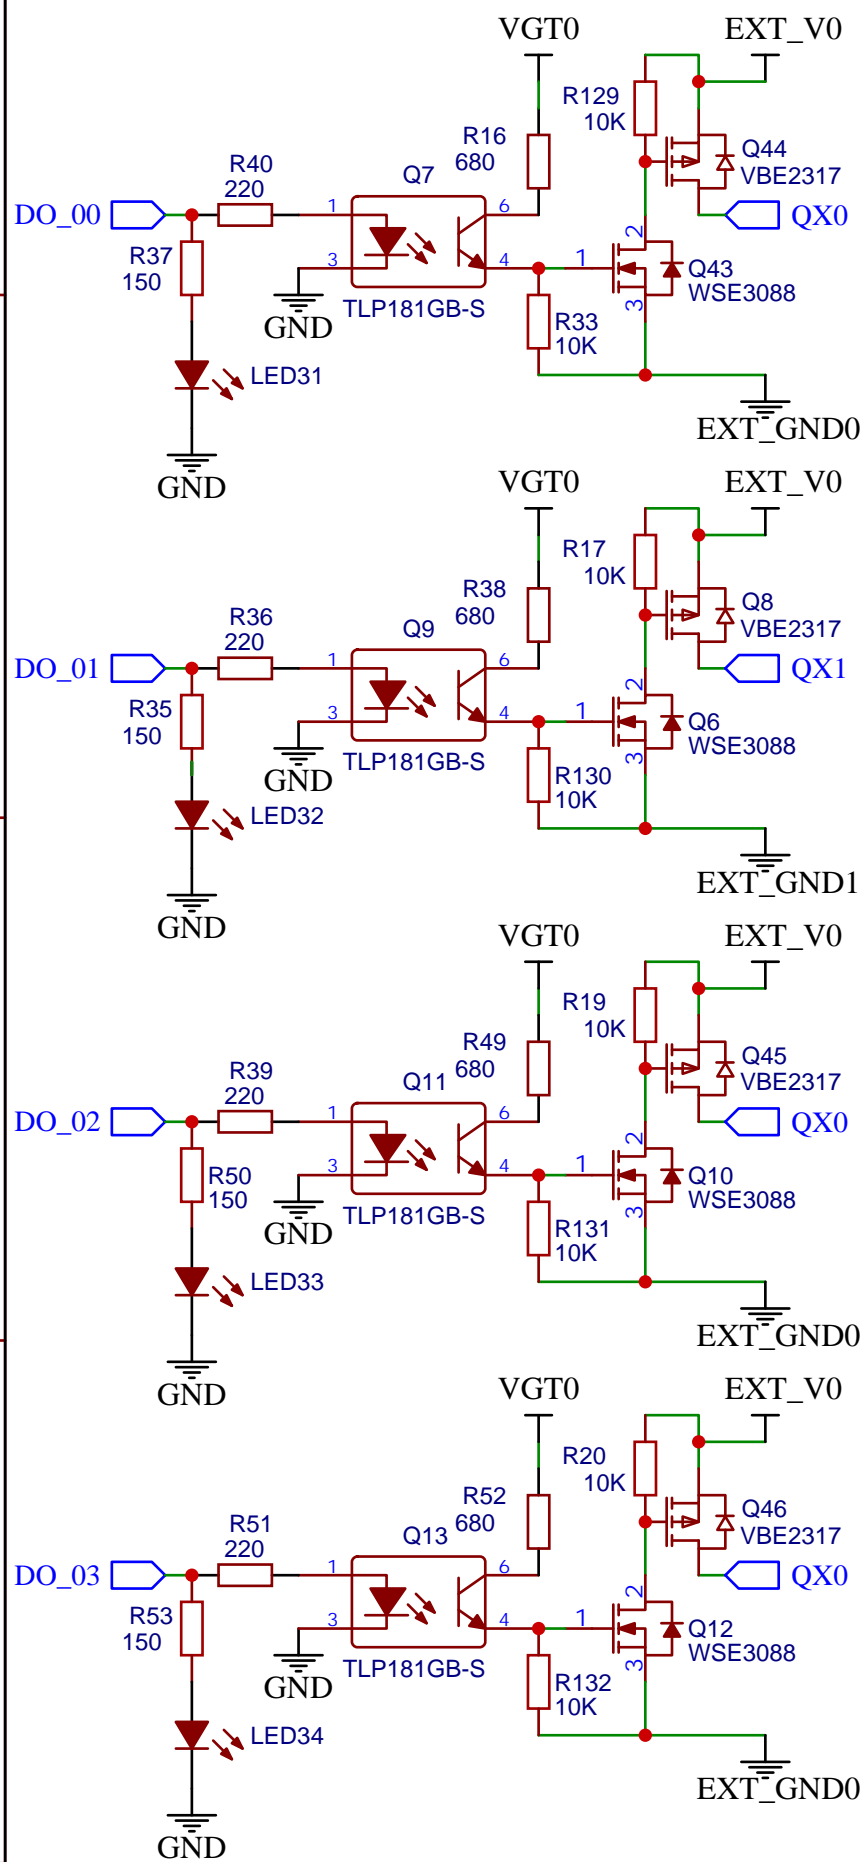 VGT0 EXT_V0
R129
10K
R16
680
Q44
VBE2317
R40
220
Q7
DO_00
1
6
QX0
R37
150
3
4
1
2
3
Q43
WSE3088
GND
TLP181GB-S
R33
10K
LED31
EXT_GND0
GND
VGT0 EXT_V0
R17
10K
R38
680
Q8
VBE2317
R36
220
Q9
DO_01
1
6
QX1
R35
150
3
4
1
2
3
Q6
WSE3088
GND
TLP181GB-S
R130
10K
LED32
EXT_GND1
GND
VGT0 EXT_V0
R19
10K
R49
680
Q45
VBE2317
R39
220
Q11
DO_02
1
6
QX0
R50
150
3
4
1
2
3
Q10
WSE3088
GND
TLP181GB-S
R131
10K
LED33
EXT_GND0
GND
VGT0 EXT_V0
R20
10K
R52
680
Q46
VBE2317
R51
220
Q13
DO_03
1
6
QX0
R53
150
3
4
1
2
3
Q12
WSE3088
GND
TLP181GB-S
R132
10K
LED34
EXT_GND0
GND